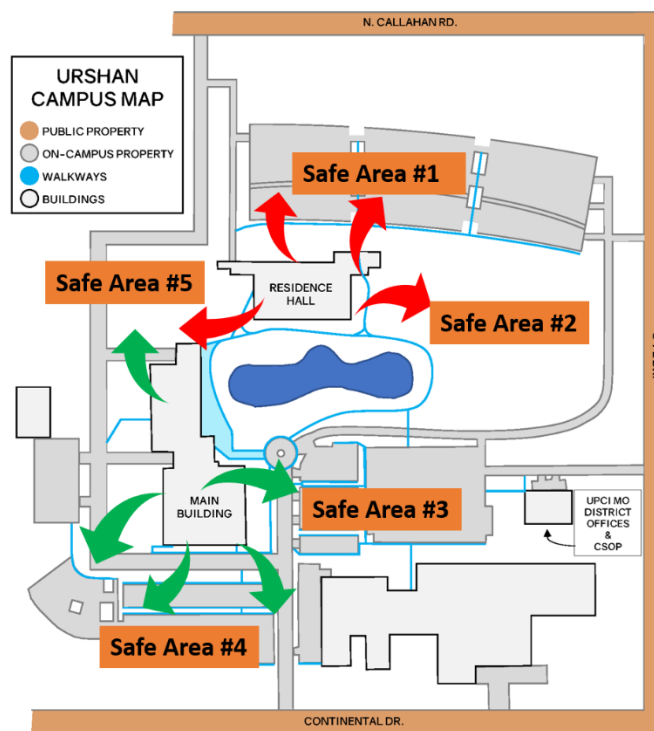 N. CALLAHAN RD.
URSHAN
CAMPUS MAP
PUBLIC PROPERTY
ON-CAMPUS PROPERTY
WALKWAYS
BUILDINGS
Safe Area #1
Safe Area #5
RESIDENCE
HALL
Safe Area #2
MAIN
BUILDING
Safe Area #3
UPCI MO
DISTRICT
OFFICES
&
CSOP
Safe Area #4
CONTINENTAL DR.